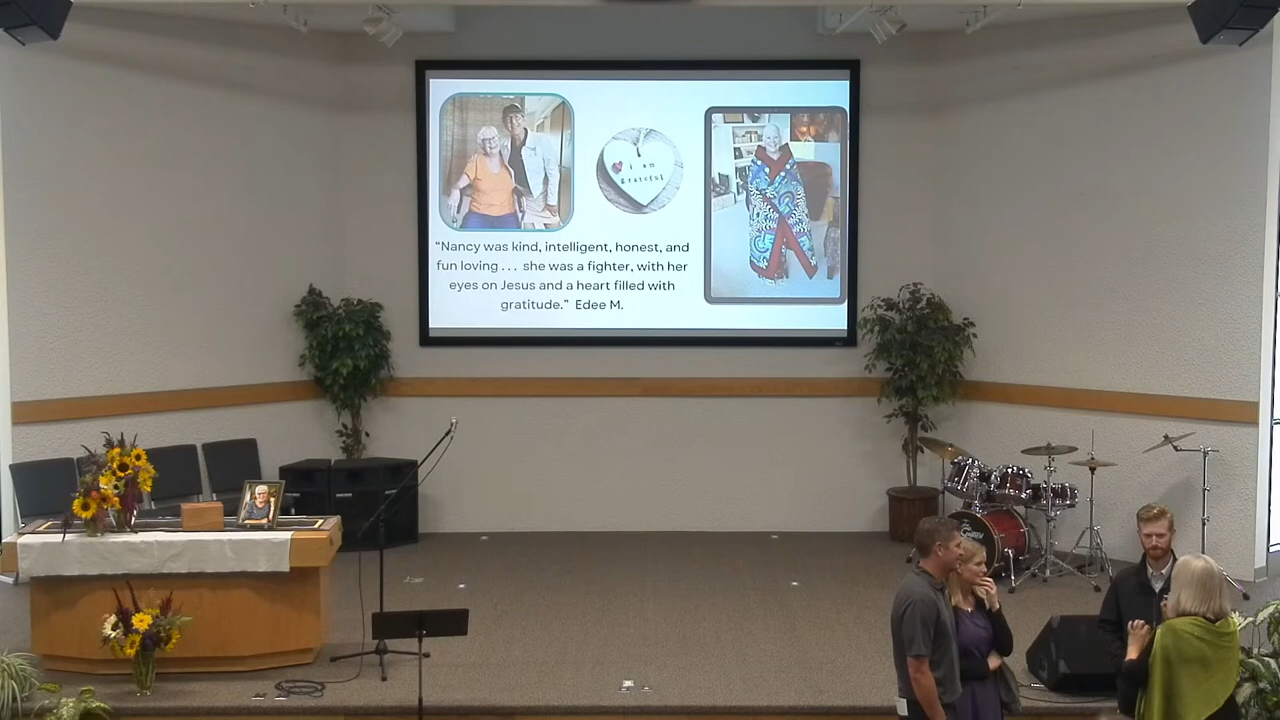 i am
grateful
“Nancy was kind, intelligent, honest, and
fun loving . . . she was a fighter, with her
eyes on Jesus and a heart filled with
gratitude.” Edee M.